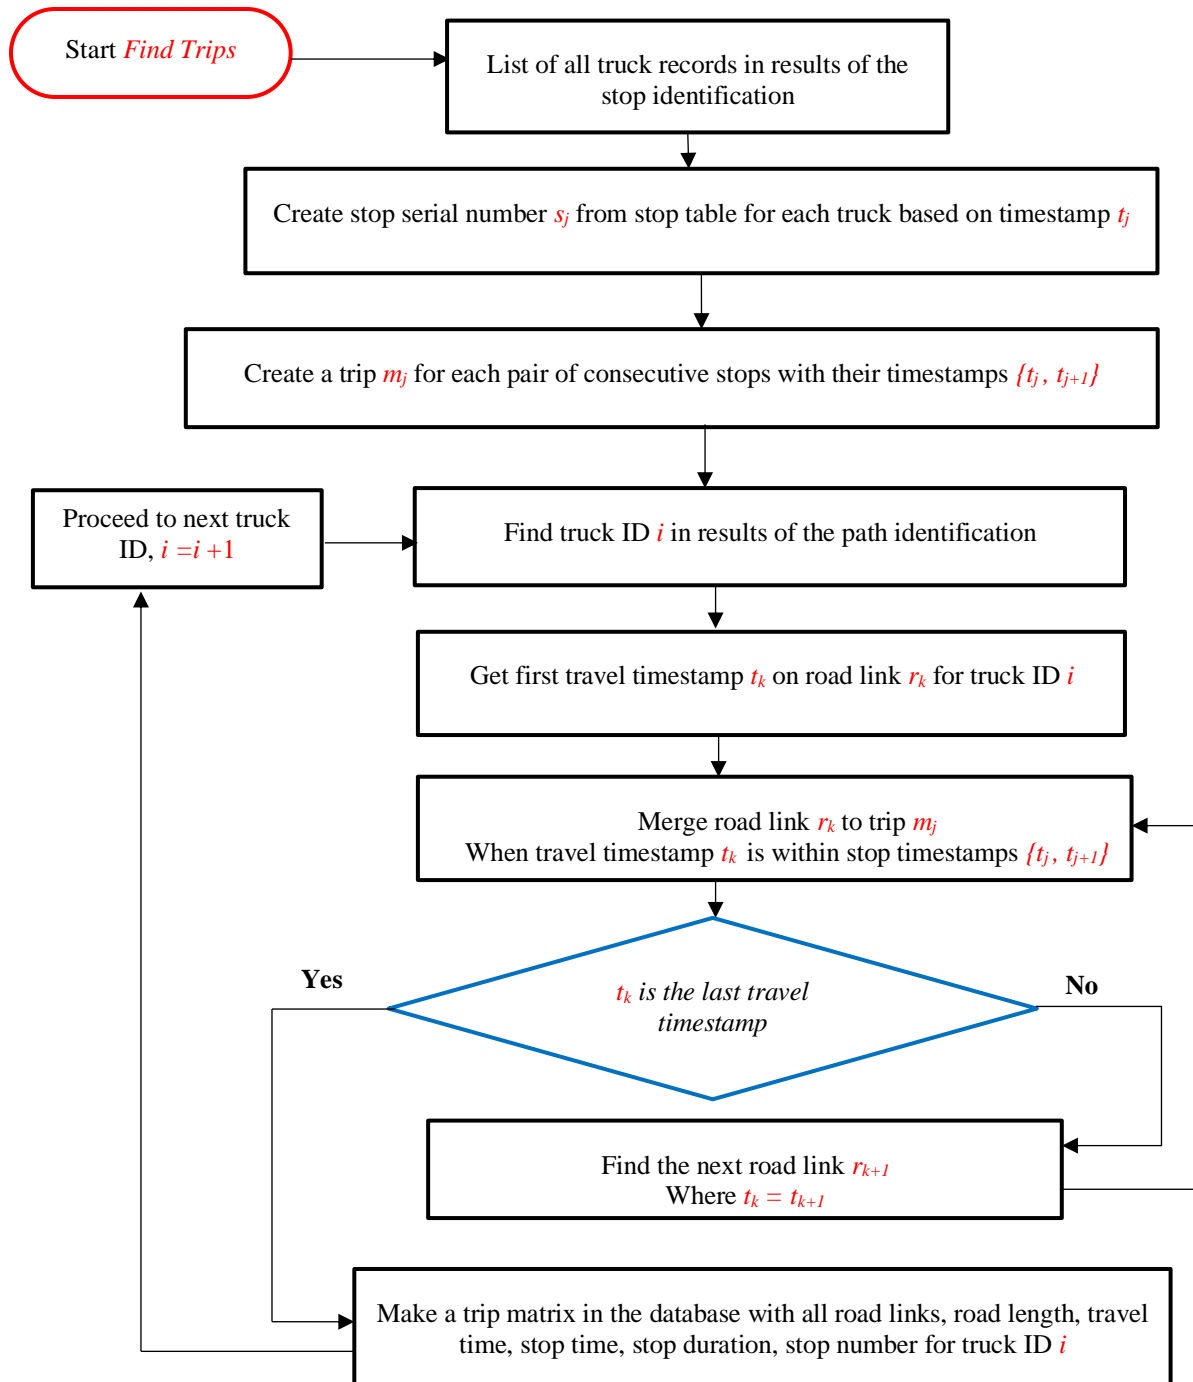 Start Find Trips
List of all truck records in results of the
stop identification
Create stop serial number sj from stop table for each truck based on timestamp tj
Create a trip mj for each pair of consecutive stops with their timestamps {tj , tj+1}
Proceed to next truck
ID, i =i +1
Find truck ID i in results of the path identification
Get first travel timestamp tk on road link rk for truck ID i
Merge road link rk to trip mj
When travel timestamp tk is within stop timestamps {tj , tj+1}
Yes
tk is the last travel
timestamp
No
Find the next road link rk+1
Where tk = tk+1
Make a trip matrix in the database with all road links, road length, travel
time, stop time, stop duration, stop number for truck ID i